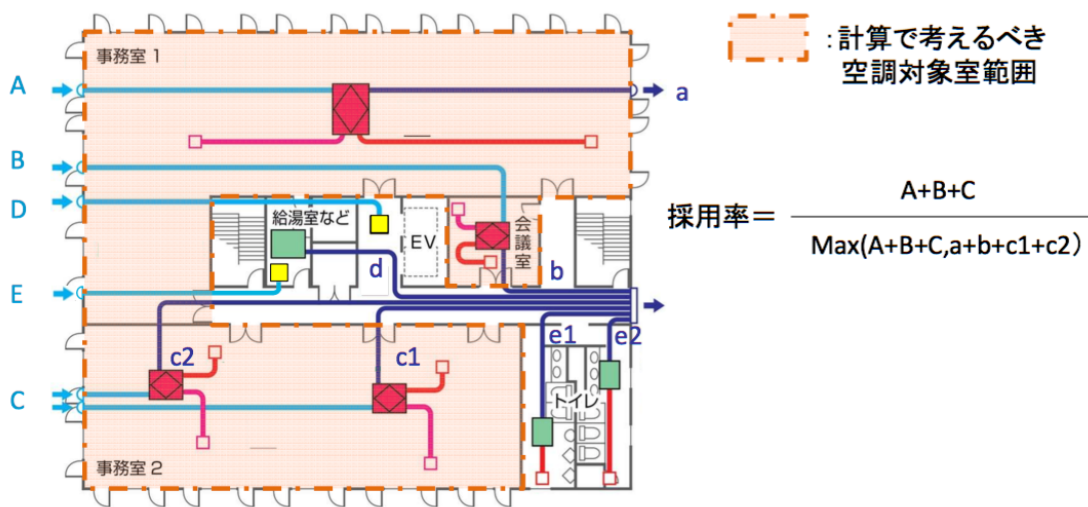 事務室1
A
a
B
D
給湯室など
EV
会議室
d
b
E
c2
c1
e1
e2
C
トイレ
事務室2
:計算で考えるべき
空調対象室範囲
採用率＝
A+B+C
Max(A+B+C,a+b+c1+c2)